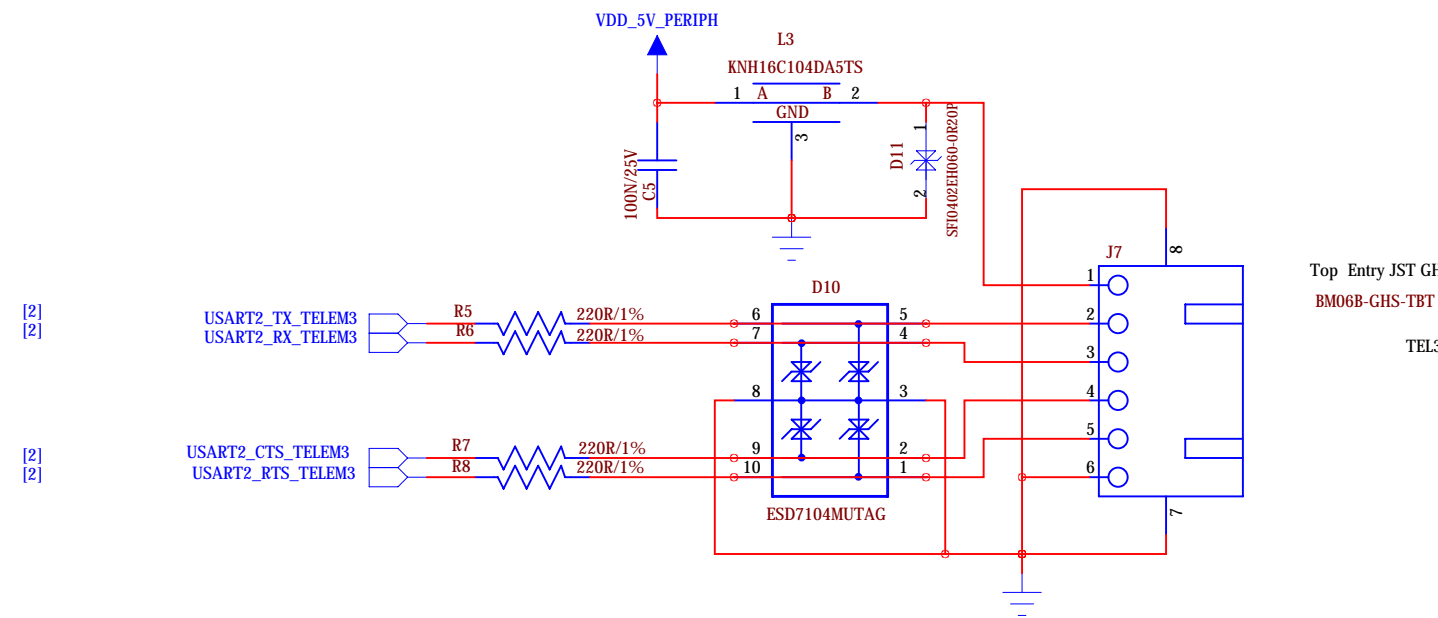 VDD_5V_PERIPH
L3
KNH16C104DA5TS
1 A B 2
GND
3
100N/25V
C5
D11
1
2
SFI0402EH060-0R20P
J7
8
Top Entry JST GH
BM06B-GHS-TBT
TEL3
1
2
3
4
5
6
7
D10
[2] USART2_TX_TELEM3 R5 220R/1% 6 5
[2] USART2_RX_TELEM3 R6 220R/1% 7 4
8 3
[2] USART2_CTS_TELEM3 R7 220R/1% 9 2
[2] USART2_RTS_TELEM3 R8 220R/1% 10 1
ESD7104MUTAG